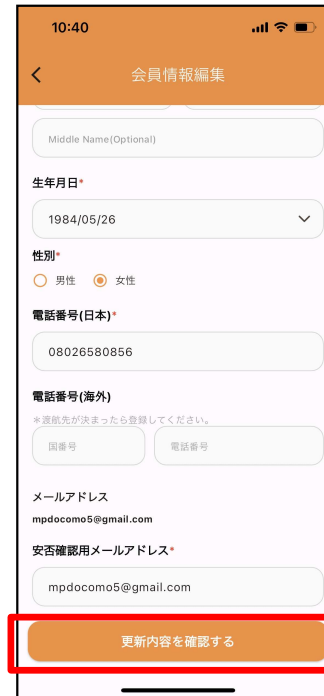 10:40
会員情報編集
Middle Name(Optional)
生年月日*
1984/05/26
性別*
男性 女性
電話番号(日本)*
08026580856
電話番号(海外)
*渡航先が決まったら登録してください。
国番号 電話番号
メールアドレス
mpdocomo5@gmail.com
安否確認用メールアドレス*
mpdocomo5@gmail.com
更新内容を確認する